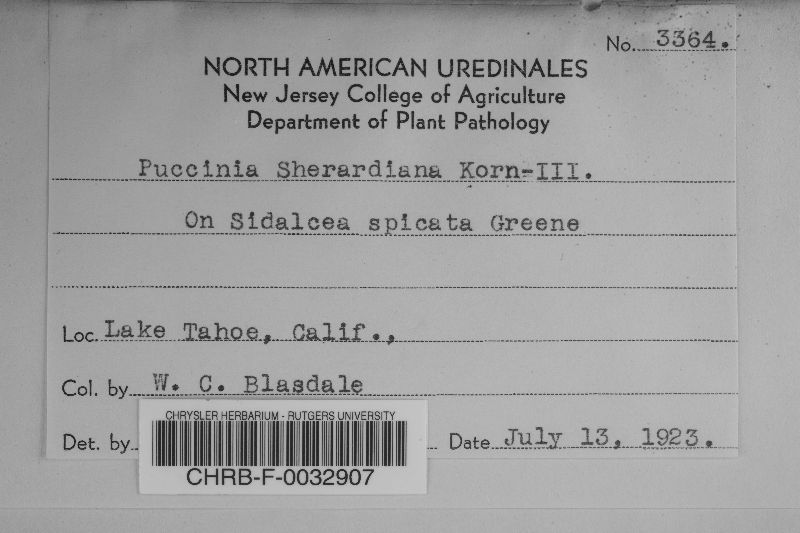 No. 3364.
NORTH AMERICAN UREDINALES
New Jersey College of Agriculture
Department of Plant Pathology
Puccinia Sherardiana Korn-III.
On Sidalcea spicata Greene
Loc. Lake Tahoe, Calif.,
Col. by W. C. Blasdale
Det. by Date July 13, 1923.
CHRYSLER HERBARIUM - RUTGERS UNIVERSITY
CHRB-F-0032907